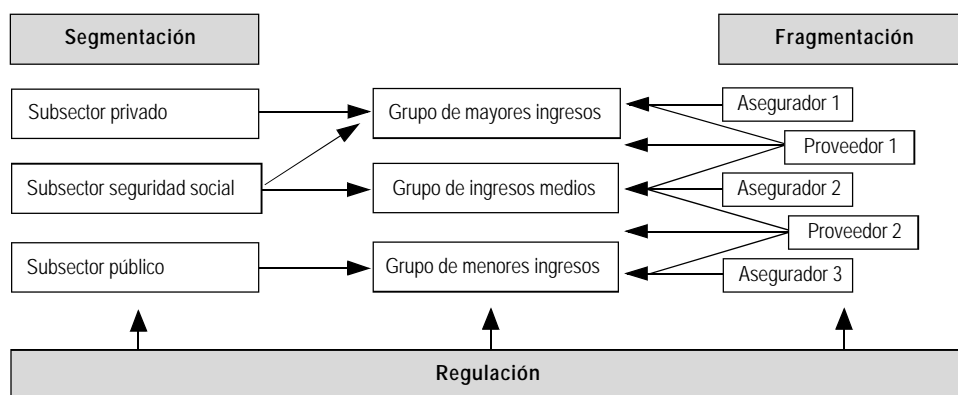 Segmentación
Fragmentación
Subsector privado
Grupo de mayores ingresos
Asegurador 1
Proveedor 1
Subsector seguridad social
Grupo de ingresos medios
Asegurador 2
Proveedor 2
Subsector público
Grupo de menores ingresos
Asegurador 3
Regulación